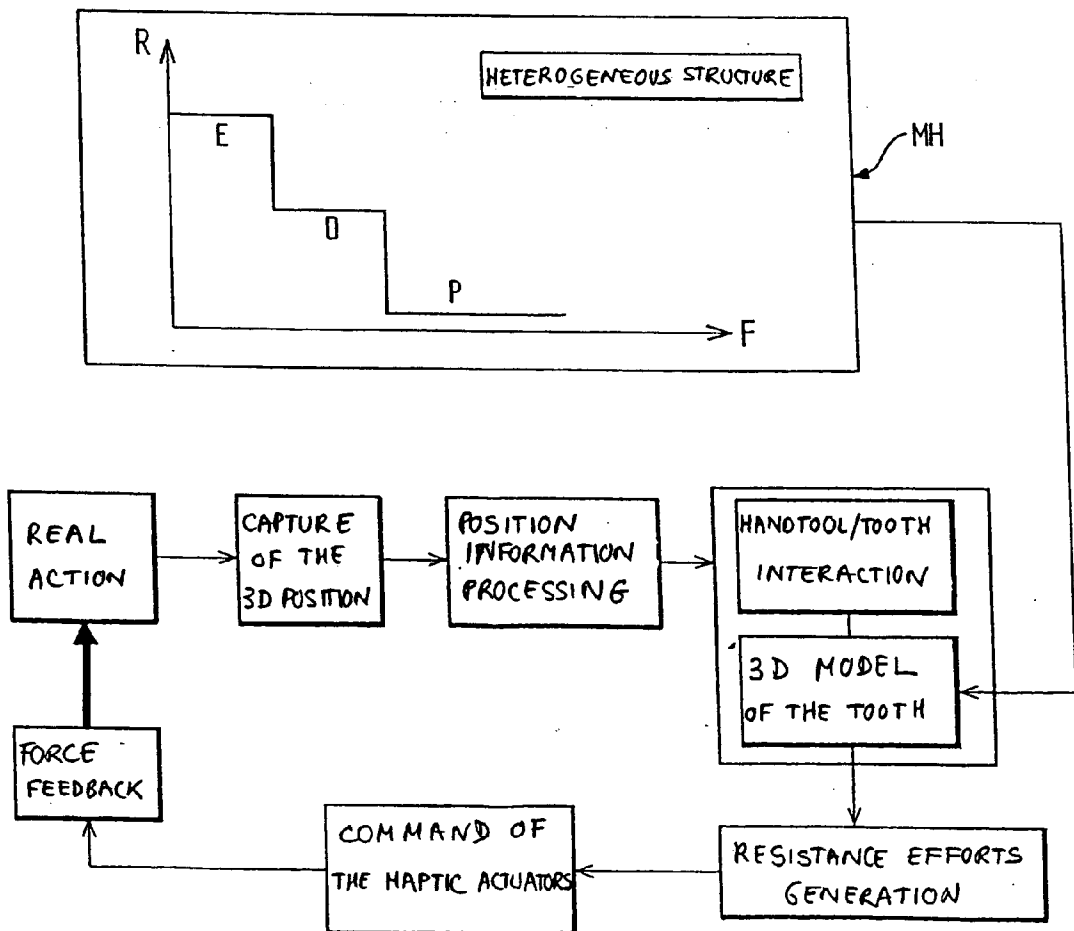 R
HETEROGENEOUS STRUCTURE
E
MH
D
P
F
REAL
ACTION
CAPTURE
OF THE
3D POSITION
POSITION
INFORMATION
PROCESSING
HANDTOOL/TOOTH
INTERACTION
3D MODEL
OF THE TOOTH
FORCE
FEEDBACK
COMMAND OF
THE HAPTIC ACTUATORS
RESISTANCE EFFORTS
GENERATION